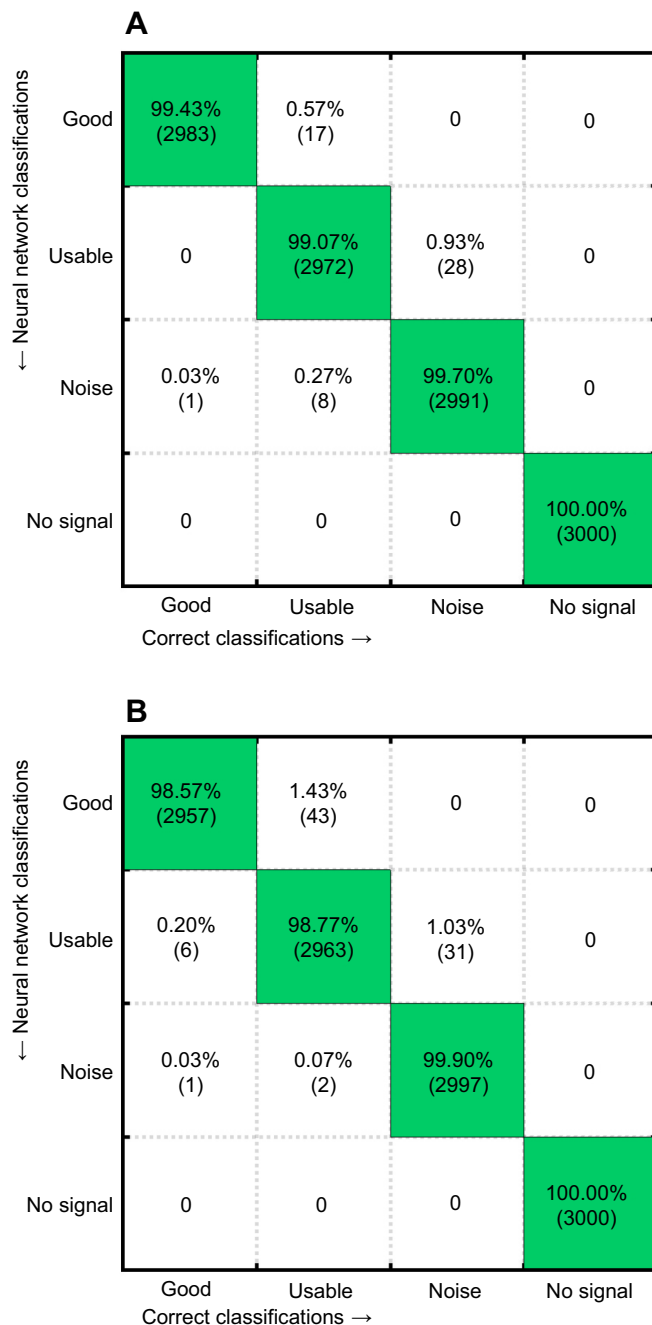 A
← Neural network classifications
Good
99.43%
(2983)
0.57%
(17)
0
0
Usable
0
99.07%
(2972)
0.93%
(28)
0
Noise
0.03%
(1)
0.27%
(8)
99.70%
(2991)
0
No signal
0
0
0
100.00%
(3000)
Good
Usable
Noise
No signal
Correct classifications →
B
← Neural network classifications
Good
98.57%
(2957)
1.43%
(43)
0
0
Usable
0.20%
(6)
98.77%
(2963)
1.03%
(31)
0
Noise
0.03%
(1)
0.07%
(2)
99.90%
(2997)
0
No signal
0
0
0
100.00%
(3000)
Good
Usable
Noise
No signal
Correct classifications →